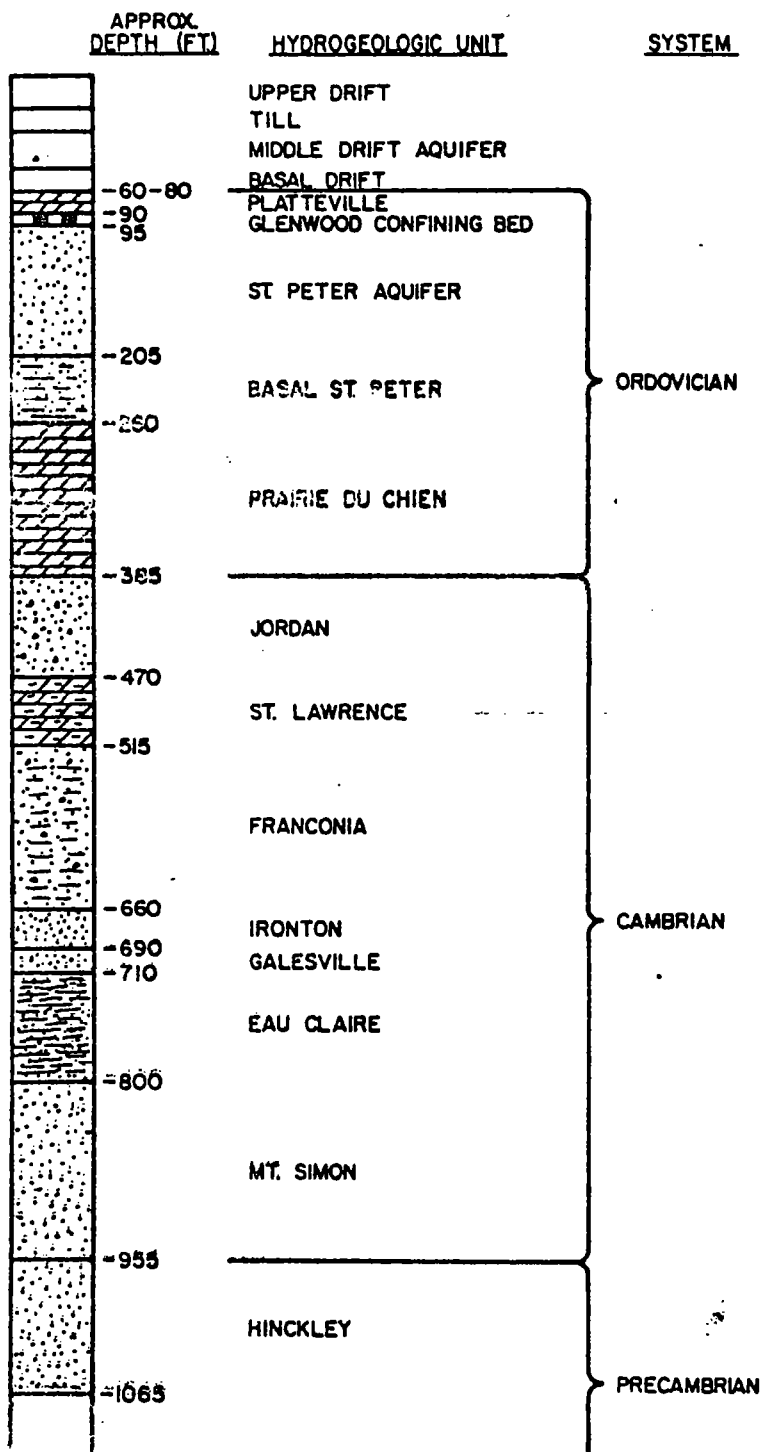 APPROX.
DEPTH (FT.) HYDROGEOLOGIC UNIT SYSTEM
UPPER DRIFT
TILL
MIDDLE DRIFT AQUIFER
BASAL DRIFT
-60-80
PLATTEVILLE
-90
GLENWOOD CONFINING BED
-95
ST. PETER AQUIFER
-205
ORDOVICIAN
BASAL ST. PETER
-260
PRAIRIE DU CHIEN
-385
JORDAN
-470
ST. LAWRENCE
-515
FRANCONIA
-660
IRONTON CAMBRIAN
-690
GALESVILLE
-710
EAU CLAIRE
-800
MT. SIMON
-955
HINCKLEY
-1065 PRECAMBRIAN